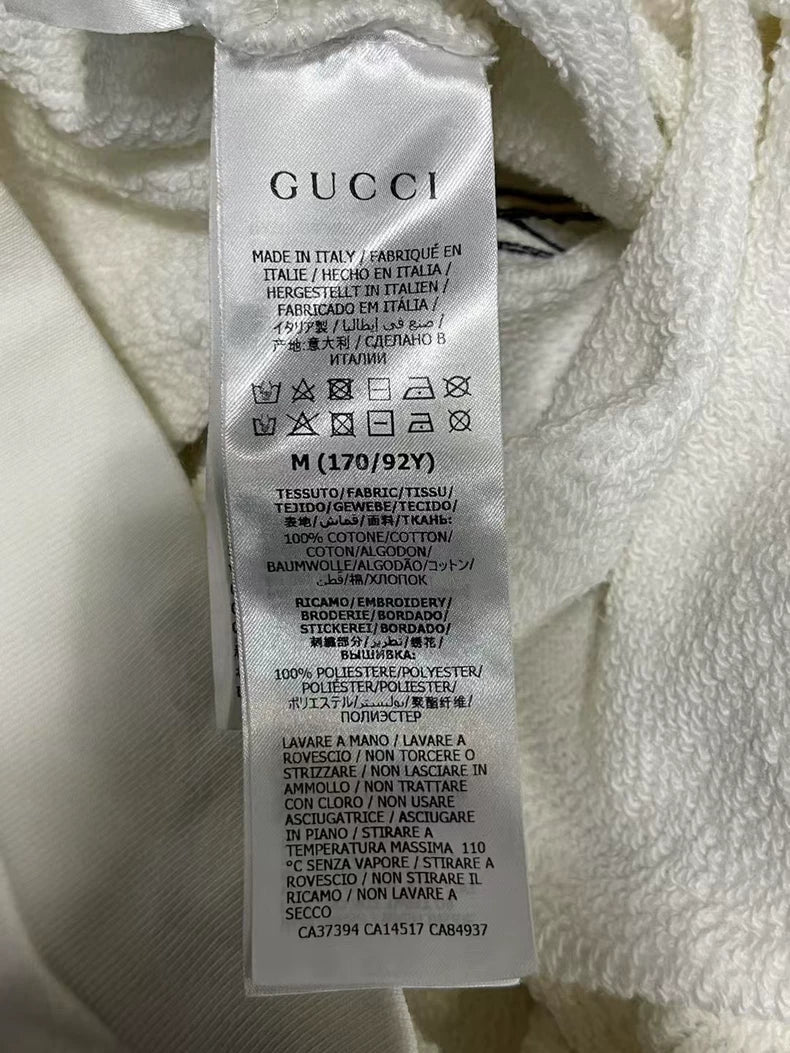 GUCCI
MADE IN ITALY / FABRIQUÉ EN
ITALIE / HECHO EN ITALIA /
HERGESTELLT IN ITALIEN /
FABRICADO EM ITÁLIA /
イタリア製 / صنع في إيطاليا /
产地:意大利 / СДЕЛАНО В
ИТАЛИИ
M (170/92Y)
TESSUTO/FABRIC/TISSU/
TEJIDO/GEWEBE/TECIDO/
表地/قماش/面料/ТКАНЬ:
100% COTONE/COTTON/
COTON/ALGODON/
BAUMWOLLE/ALGODÃO/コットン/
قطن/棉/ХЛОПОК
RICAMO/EMBROIDERY/
BRODERIE/BORDADO/
STICKEREI/BORDADO/
刺繍部分/تطريز/绣花/
ВЫШИВКА:
100% POLIESTERE/POLYESTER/
POLIÉSTER/POLIESTER/
ポリエステル/بوليستر/聚酯纤维/
ПОЛИЭСТЕР
LAVARE A MANO / LAVARE A
ROVESCIO / NON TORCERE O
STRIZZARE / NON LASCIARE IN
AMMOLLO / NON TRATTARE
CON CLORO / NON USARE
ASCIUGATRICE / ASCIUGARE
IN PIANO / STIRARE A
TEMPERATURA MASSIMA 110
°C SENZA VAPORE / STIRARE A
ROVESCIO / NON STIRARE IL
RICAMO / NON LAVARE A
SECCO
CA37394 CA14517 CA84937